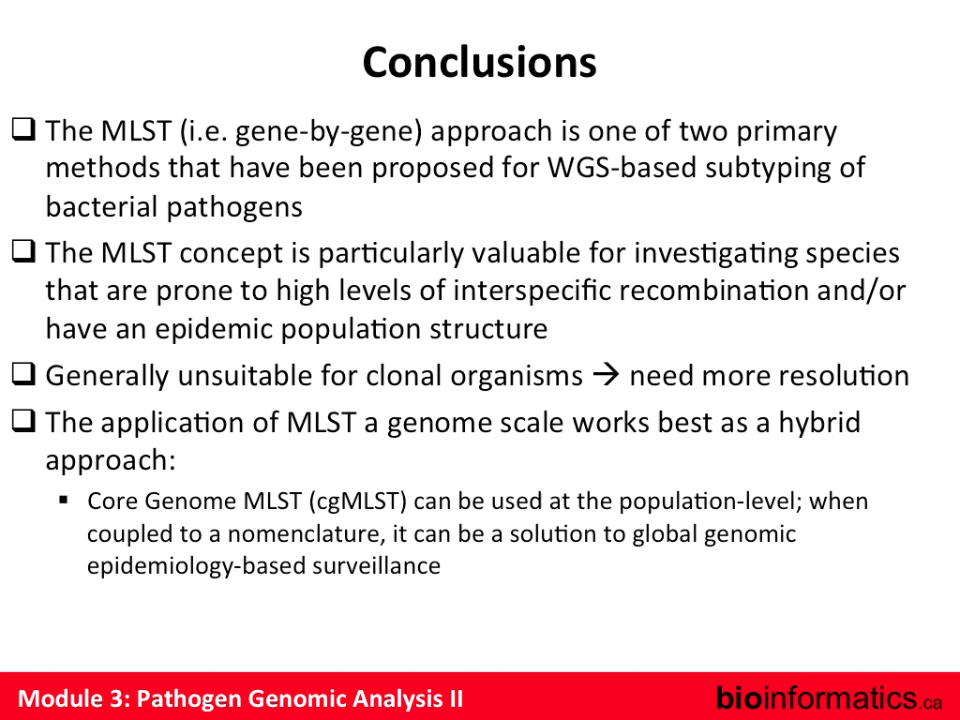 Conclusions
❑ The MLST (i.e. gene-by-gene) approach is one of two primary
methods that have been proposed for WGS-based subtyping of
bacterial pathogens
❑ The MLST concept is particularly valuable for investigating species
that are prone to high levels of interspecific recombination and/or
have an epidemic population structure
❑ Generally unsuitable for clonal organisms → need more resolution
❑ The application of MLST a genome scale works best as a hybrid
approach:
▪ Core Genome MLST (cgMLST) can be used at the population-level; when
coupled to a nomenclature, it can be a solution to global genomic
epidemiology-based surveillance
Module 3: Pathogen Genomic Analysis II
bioinformatics.ca